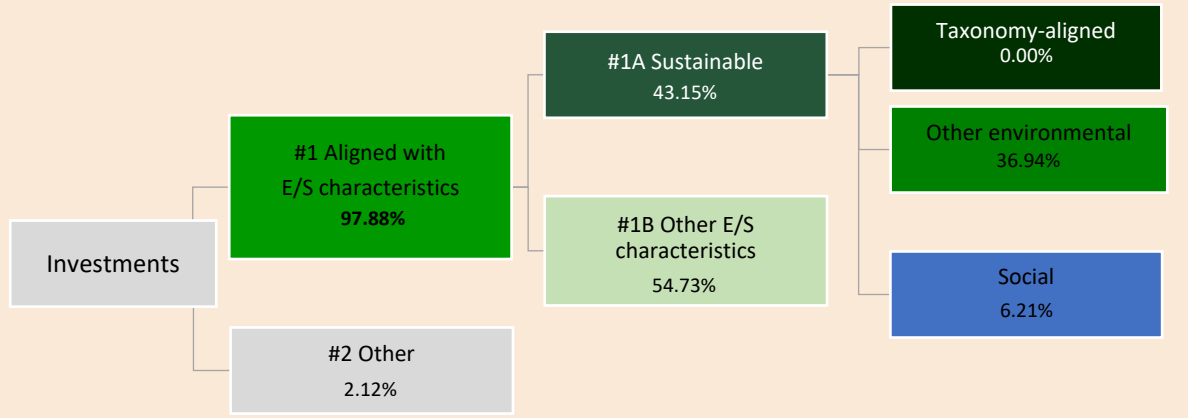 Investments
#1 Aligned with
E/S characteristics
97.88%
#2 Other
2.12%
#1A Sustainable
43.15%
#1B Other E/S
characteristics
54.73%
Taxonomy-aligned
0.00%
Other environmental
36.94%
Social
6.21%